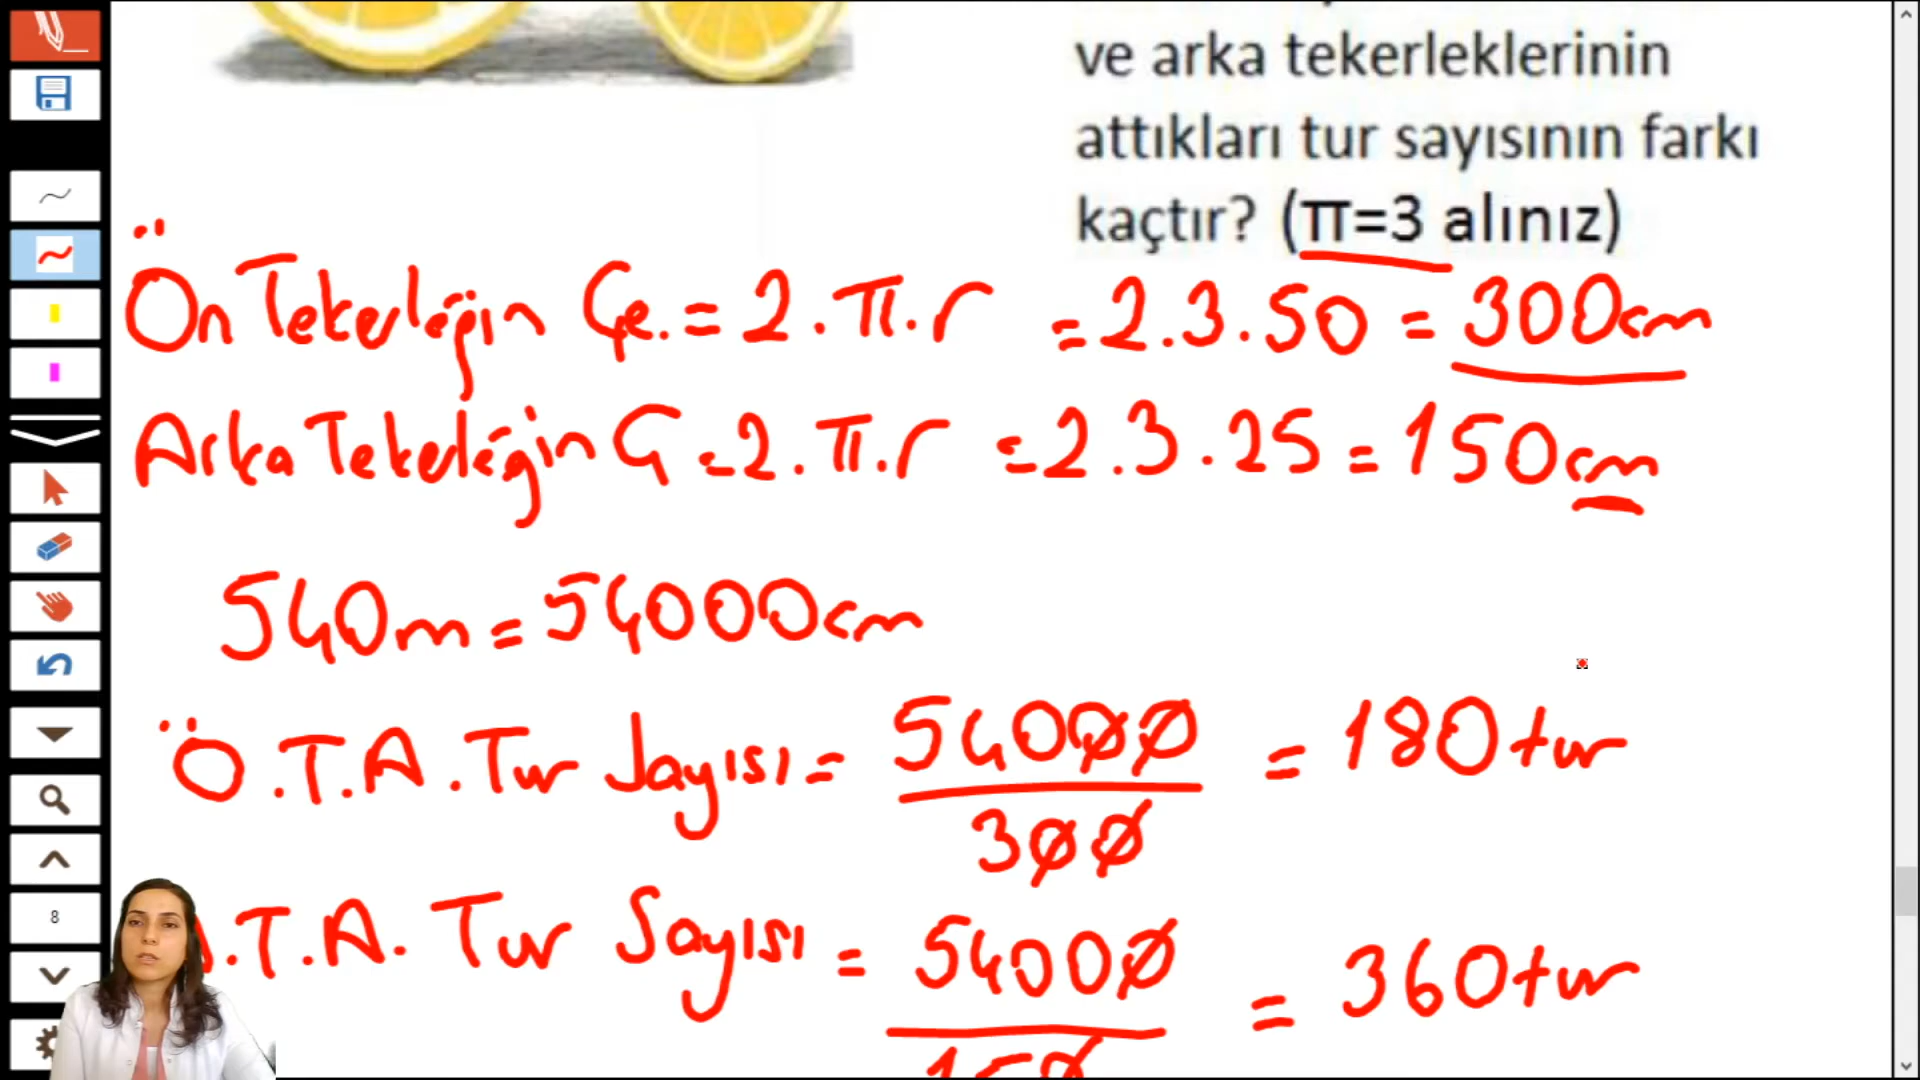 ve arka tekerleklerinin
attıkları tur sayısının farkı
kaçtır? (π=3 alınız)
Ön Tekerleğin Çe. = 2.π.r = 2.3.50 = 300cm
Arka Tekerleğin Ç = 2.π.r = 2.3.25 = 150cm
540m = 54000cm
Ö.T.A. Tur Sayısı = 54000 / 300 = 180 tur
.T.A. Tur Sayısı = 54000 / 150 = 360 tur
8